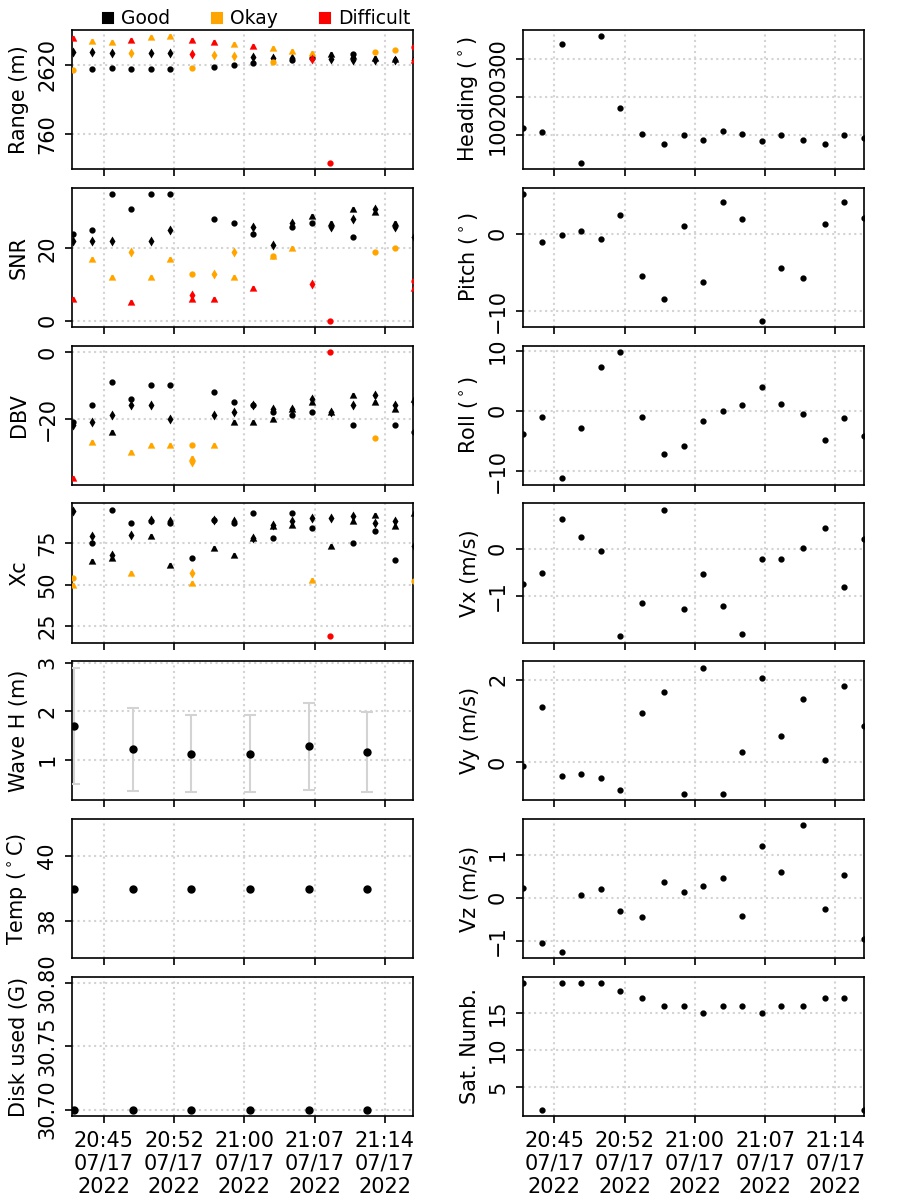 Good Okay Difficult
Range (m)
2620
760
SNR
20
0
DBV
0
−20
Xc
75
50
25
Wave H (m)
3
2
1
Temp (°C)
40
38
Disk used (G)
30.80
30.75
30.70
20:45 07/17 2022
20:52 07/17 2022
21:00 07/17 2022
21:07 07/17 2022
21:14 07/17 2022
Heading (°)
300
200
100
Pitch (°)
0
−10
Roll (°)
10
0
−10
Vx (m/s)
0
−1
Vy (m/s)
2
0
Vz (m/s)
1
0
−1
Sat. Numb.
15
10
5
20:45 07/17 2022
20:52 07/17 2022
21:00 07/17 2022
21:07 07/17 2022
21:14 07/17 2022